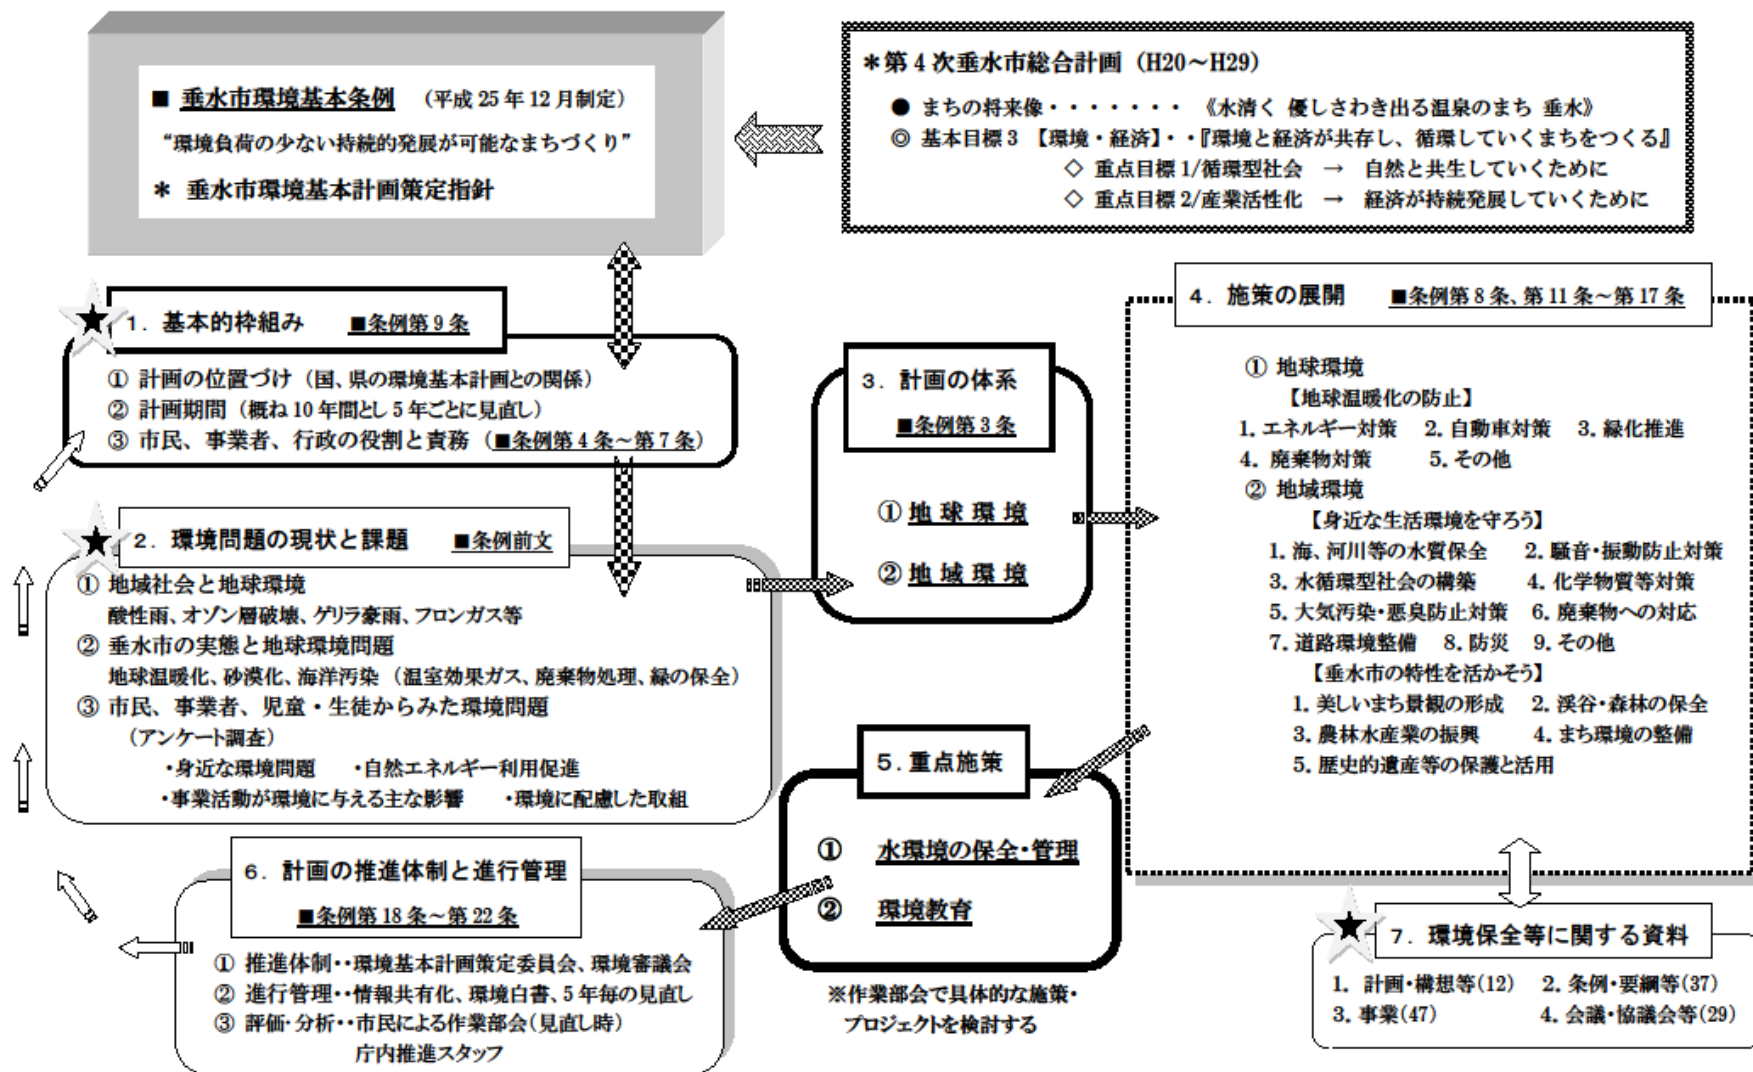 ■ 垂水市環境基本条例 （平成 25 年 12 月制定）
“環境負荷の少ない持続的発展が可能なまちづくり”
＊ 垂水市環境基本計画策定指針
＊第 4 次垂水市総合計画（H20～H29）
● まちの将来像・・・・・・・ 《水清く 優しさわき出る温泉のまち 垂水》
◎ 基本目標 3 【環境・経済】・・『環境と経済が共存し、循環していくまちをつくる』
◇ 重点目標 1/循環型社会 → 自然と共生していくために
◇ 重点目標 2/産業活性化 → 経済が持続発展していくために
★ 1．基本的枠組み ■条例第 9 条
① 計画の位置づけ（国、県の環境基本計画との関係）
② 計画期間（概ね 10 年間とし 5 年ごとに見直し）
③ 市民、事業者、行政の役割と責務（■条例第 4 条～第 7 条）
★ 2．環境問題の現状と課題 ■条例前文
① 地域社会と地球環境
酸性雨、オゾン層破壊、ゲリラ豪雨、フロンガス等
② 垂水市の実態と地球環境問題
地球温暖化、砂漠化、海洋汚染（温室効果ガス、廃棄物処理、緑の保全）
③ 市民、事業者、児童・生徒からみた環境問題
（アンケート調査）
・身近な環境問題 ・自然エネルギー利用促進
・事業活動が環境に与える主な影響 ・環境に配慮した取組
3．計画の体系
■条例第 3 条
① 地 球 環 境
② 地 域 環 境
4．施策の展開 ■条例第 8 条、第 11 条～第 17 条
① 地球環境
【地球温暖化の防止】
1. エネルギー対策 2. 自動車対策 3. 緑化推進
4. 廃棄物対策 5. その他
② 地域環境
【身近な生活環境を守ろう】
1. 海、河川等の水質保全 2. 騒音・振動防止対策
3. 水循環型社会の構築 4. 化学物質等対策
5. 大気汚染・悪臭防止対策 6. 廃棄物への対応
7. 道路環境整備 8. 防災 9. その他
【垂水市の特性を活かそう】
1. 美しいまち景観の形成 2. 渓谷・森林の保全
3. 農林水産業の振興 4. まち環境の整備
5. 歴史的遺産等の保護と活用
5．重点施策
① 水環境の保全・管理
② 環境教育
※作業部会で具体的な施策・
プロジェクトを検討する
6．計画の推進体制と進行管理
■条例第 18 条～第 22 条
① 推進体制・・環境基本計画策定委員会、環境審議会
② 進行管理・・情報共有化、環境白書、5 年毎の見直し
③ 評価・分析・・市民による作業部会（見直し時）
庁内推進スタッフ
★ 7．環境保全等に関する資料
1. 計画・構想等(12) 2. 条例・要綱等(37)
3. 事業(47) 4. 会議・協議会等(29)